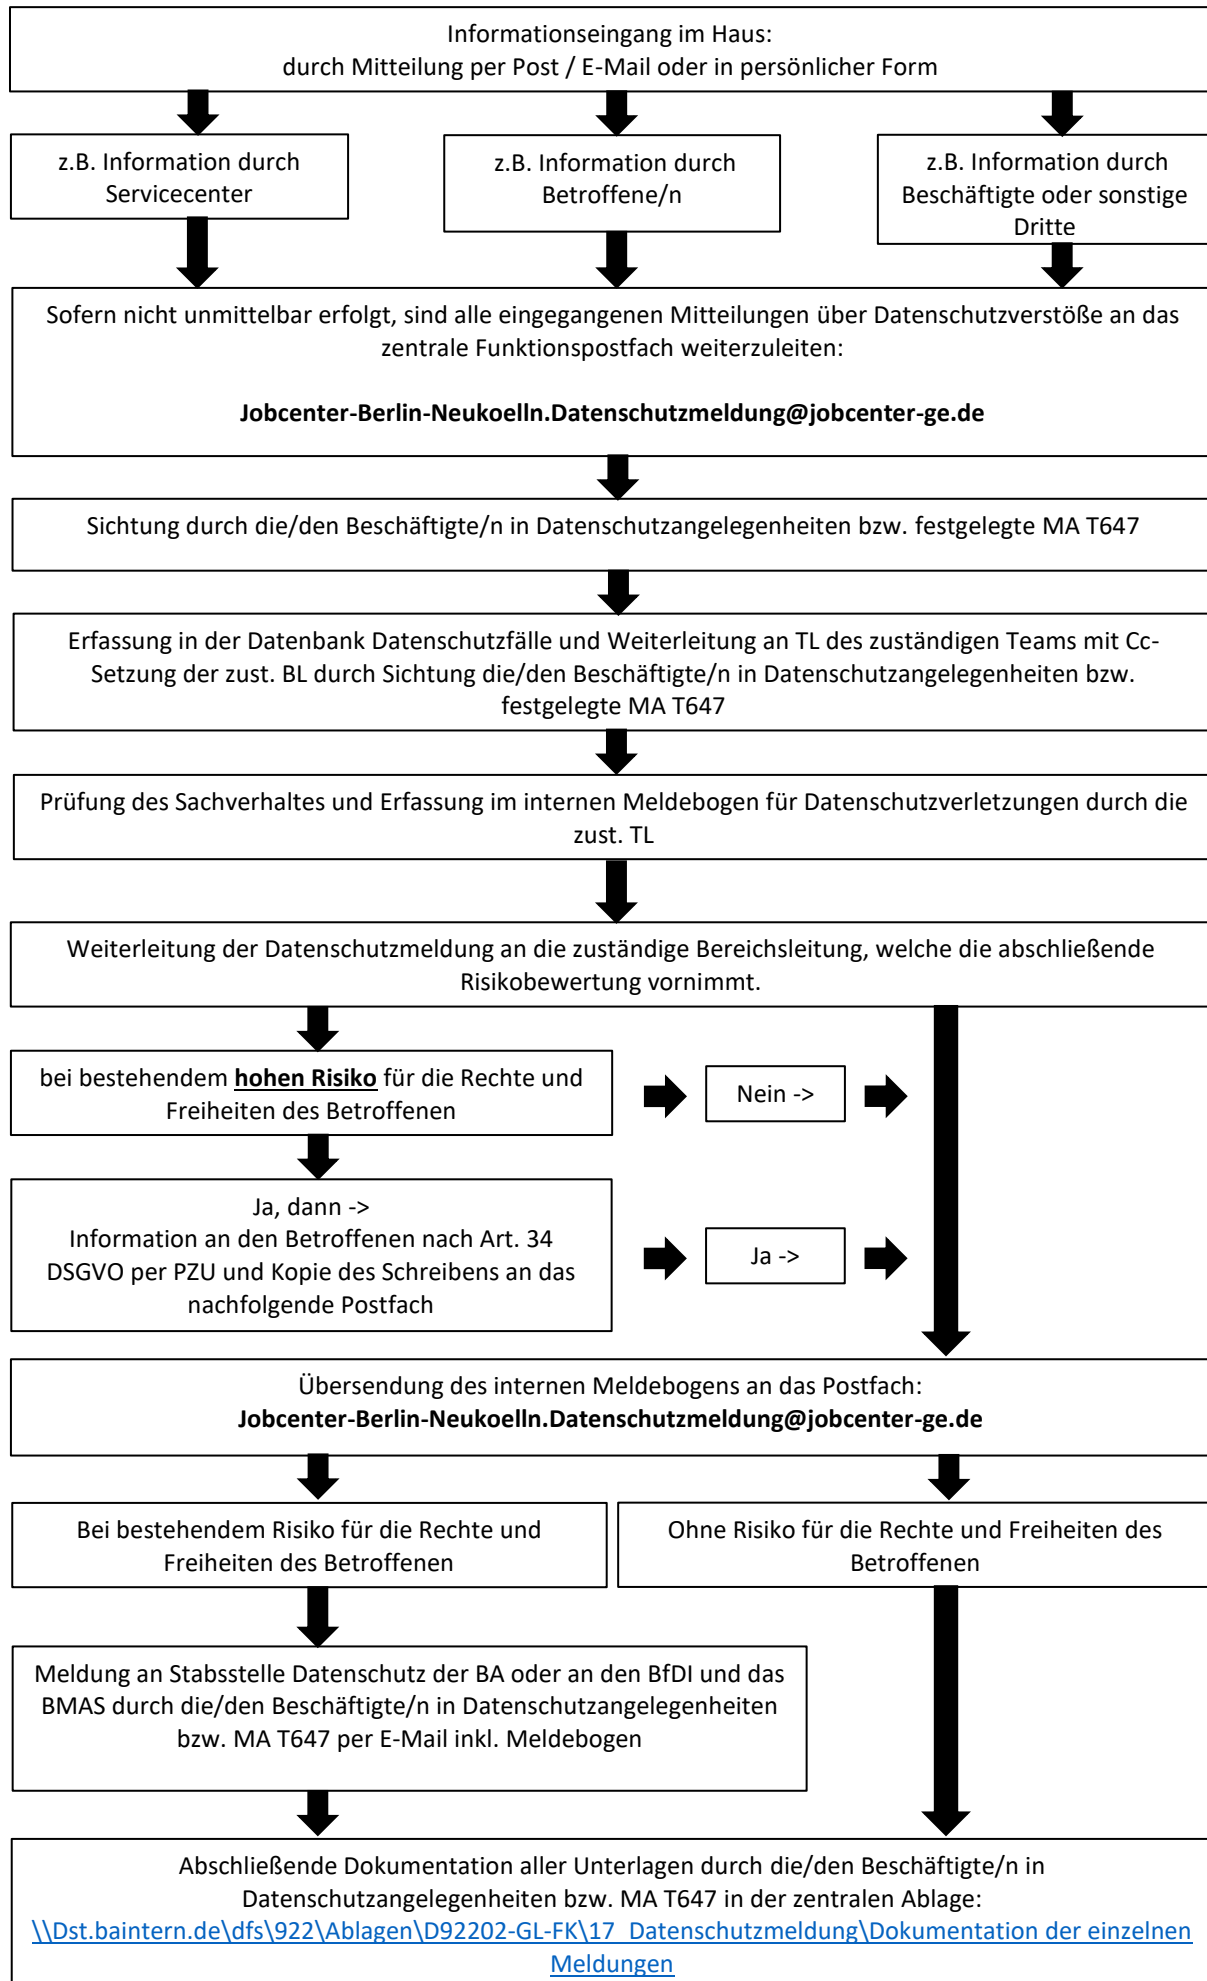 Informationseingang im Haus:
durch Mitteilung per Post / E-Mail oder in persönlicher Form
z.B. Information durch
Servicecenter
z.B. Information durch
Betroffene/n
z.B. Information durch
Beschäftigte oder sonstige
Dritte
Sofern nicht unmittelbar erfolgt, sind alle eingegangenen Mitteilungen über Datenschutzverstöße an das
zentrale Funktionspostfach weiterzuleiten:
Jobcenter-Berlin-Neukoelln.Datenschutzmeldung@jobcenter-ge.de
Sichtung durch die/den Beschäftigte/n in Datenschutzangelegenheiten bzw. festgelegte MA T647
Erfassung in der Datenbank Datenschutzfälle und Weiterleitung an TL des zuständigen Teams mit Cc-
Setzung der zust. BL durch Sichtung die/den Beschäftigte/n in Datenschutzangelegenheiten bzw.
festgelegte MA T647
Prüfung des Sachverhaltes und Erfassung im internen Meldebogen für Datenschutzverletzungen durch die
zust. TL
Weiterleitung der Datenschutzmeldung an die zuständige Bereichsleitung, welche die abschließende
Risikobewertung vornimmt.
bei bestehendem hohen Risiko für die Rechte und
Freiheiten des Betroffenen
Nein ->
Ja, dann ->
Information an den Betroffenen nach Art. 34
DSGVO per PZU und Kopie des Schreibens an das
nachfolgende Postfach
Ja ->
Übersendung des internen Meldebogens an das Postfach:
Jobcenter-Berlin-Neukoelln.Datenschutzmeldung@jobcenter-ge.de
Bei bestehendem Risiko für die Rechte und
Freiheiten des Betroffenen
Ohne Risiko für die Rechte und Freiheiten des
Betroffenen
Meldung an Stabsstelle Datenschutz der BA oder an den BfDI und das
BMAS durch die/den Beschäftigte/n in Datenschutzangelegenheiten
bzw. MA T647 per E-Mail inkl. Meldebogen
Abschließende Dokumentation aller Unterlagen durch die/den Beschäftigte/n in
Datenschutzangelegenheiten bzw. MA T647 in der zentralen Ablage:
\\Dst.baintern.de\dfs\922\Ablagen\D92202-GL-FK\17_Datenschutzmeldung\Dokumentation der einzelnen
Meldungen